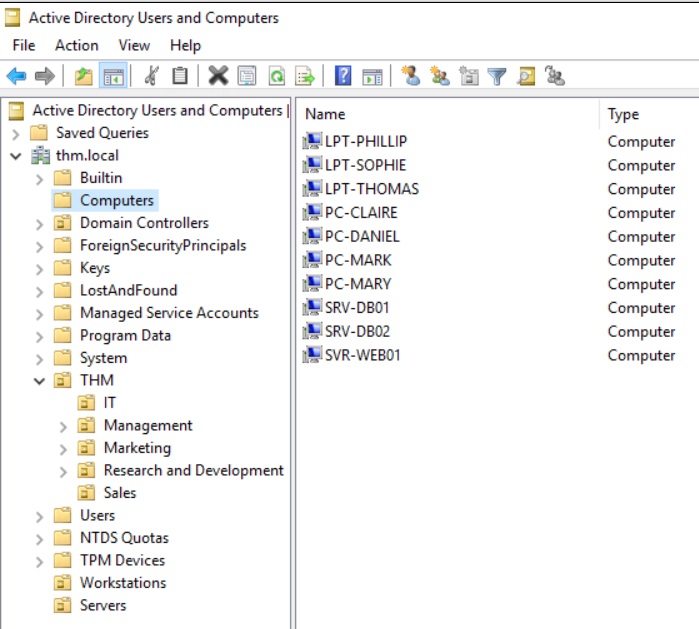 Active Directory Users and Computers
File Action View Help
Active Directory Users and Computers
Saved Queries
thm.local
Builtin
Computers
Domain Controllers
ForeignSecurityPrincipals
Keys
LostAndFound
Managed Service Accounts
Program Data
System
THM
IT
Management
Marketing
Research and Development
Sales
Users
NTDS Quotas
TPM Devices
Workstations
Servers
Name Type
LPT-PHILLIP Computer
LPT-SOPHIE Computer
LPT-THOMAS Computer
PC-CLAIRE Computer
PC-DANIEL Computer
PC-MARK Computer
PC-MARY Computer
SRV-DB01 Computer
SRV-DB02 Computer
SVR-WEB01 Computer